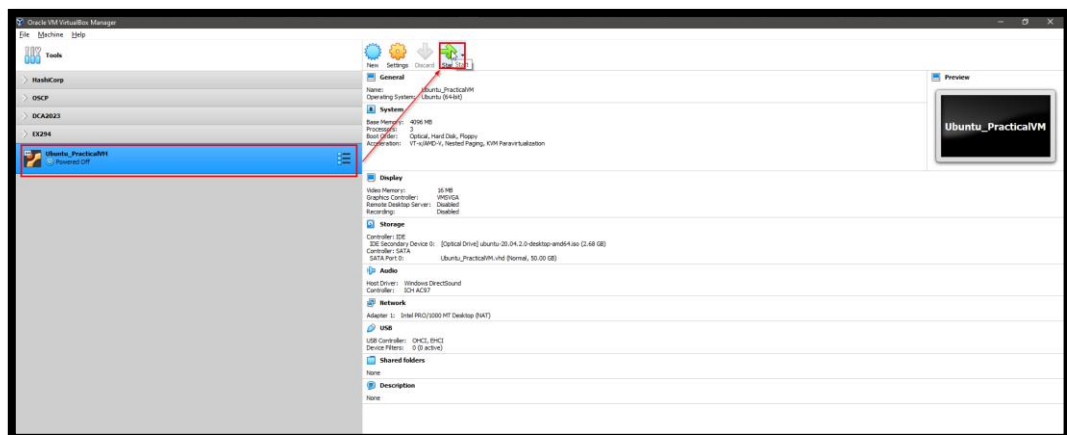 Oracle VM VirtualBox Manager
File Machine Help
Tools
HashiCorp
OSCP
DCA2023
EX294
Ubuntu_PracticalVM
Powered Off
New Settings Discard Start
General
Name: Ubuntu_PracticalVM
Operating System: Ubuntu (64-bit)
System
Base Memory: 4096 MB
Processors: 3
Boot Order: Optical, Hard Disk, Floppy
Acceleration: VT-x/AMD-V, Nested Paging, KVM Paravirtualization
Display
Video Memory: 16 MB
Graphics Controller: VMSVGA
Remote Desktop Server: Disabled
Recording: Disabled
Storage
Controller: IDE
IDE Secondary Device 0: [Optical Drive] ubuntu-20.04.2.0-desktop-amd64.iso (2.68 GB)
Controller: SATA
SATA Port 0: Ubuntu_PracticalVM.vhd (Normal, 50.00 GB)
Audio
Host Driver: Windows DirectSound
Controller: ICH AC97
Network
Adapter 1: Intel PRO/1000 MT Desktop (NAT)
USB
USB Controller: OHCI, EHCI
Device Filters: 0 (0 active)
Shared folders
None
Description
None
Preview
Ubuntu_PracticalVM